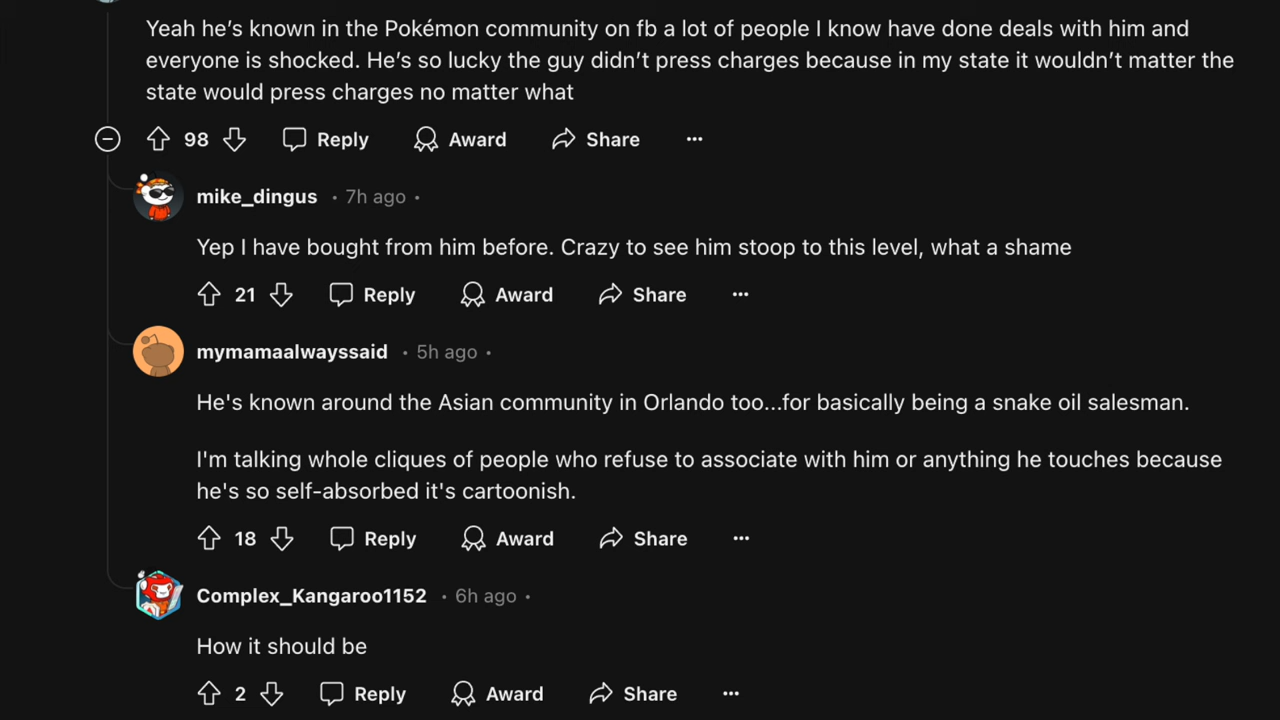 Yeah he’s known in the Pokémon community on fb a lot of people I know have done deals with him and
everyone is shocked. He’s so lucky the guy didn’t press charges because in my state it wouldn’t matter the
state would press charges no matter what
98 Reply Award Share ...
mike_dingus • 7h ago •
Yep I have bought from him before. Crazy to see him stoop to this level, what a shame
21 Reply Award Share ...
mymamaalwayssaid • 5h ago •
He's known around the Asian community in Orlando too...for basically being a snake oil salesman.
I'm talking whole cliques of people who refuse to associate with him or anything he touches because
he's so self-absorbed it's cartoonish.
18 Reply Award Share ...
Complex_Kangaroo1152 • 6h ago •
How it should be
2 Reply Award Share ...